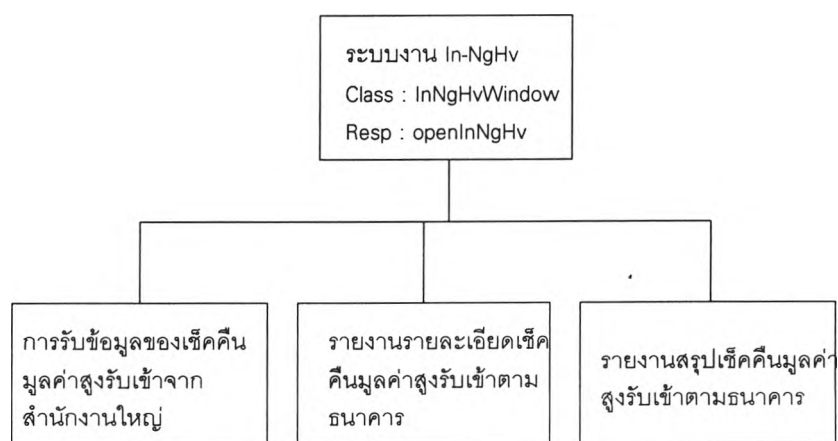 ระบบงาน In-NgHv
Class : InNgHvWindow
Resp : openInNgHv
การรับข้อมูลของเช็คคืน
มูลค่าสูงรับเข้าจาก
สำนักงานใหญ่
รายงานรายละเอียดเช็ค
คืนมูลค่าสูงรับเข้าตาม
ธนาคาร
รายงานสรุปเช็คคืนมูลค่า
สูงรับเข้าตามธนาคาร